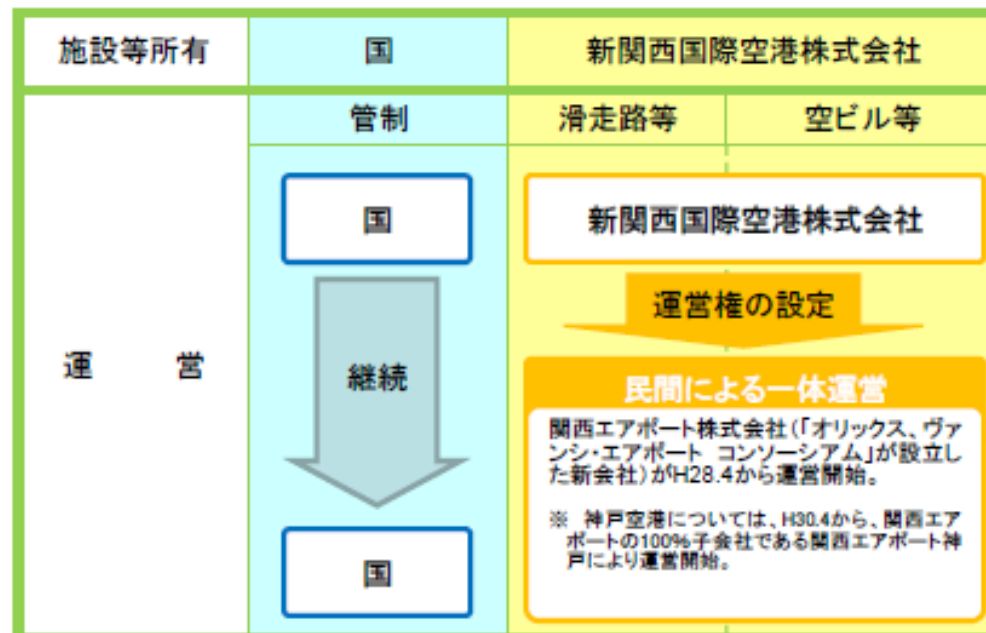 施設等所有
国
新関西国際空港株式会社
管制
滑走路等
空ビル等
運 営
国
新関西国際空港株式会社
運営権の設定
継続
民間による一体運営
関西エアポート株式会社(「オリックス、ヴァ
ンシ・エアポート コンソーシアム」が設立し
た新会社)がH28.4から運営開始。
※ 神戸空港については、H30.4から、関西エア
ポートの100%子会社である関西エアポート神
戸により運営開始。
国